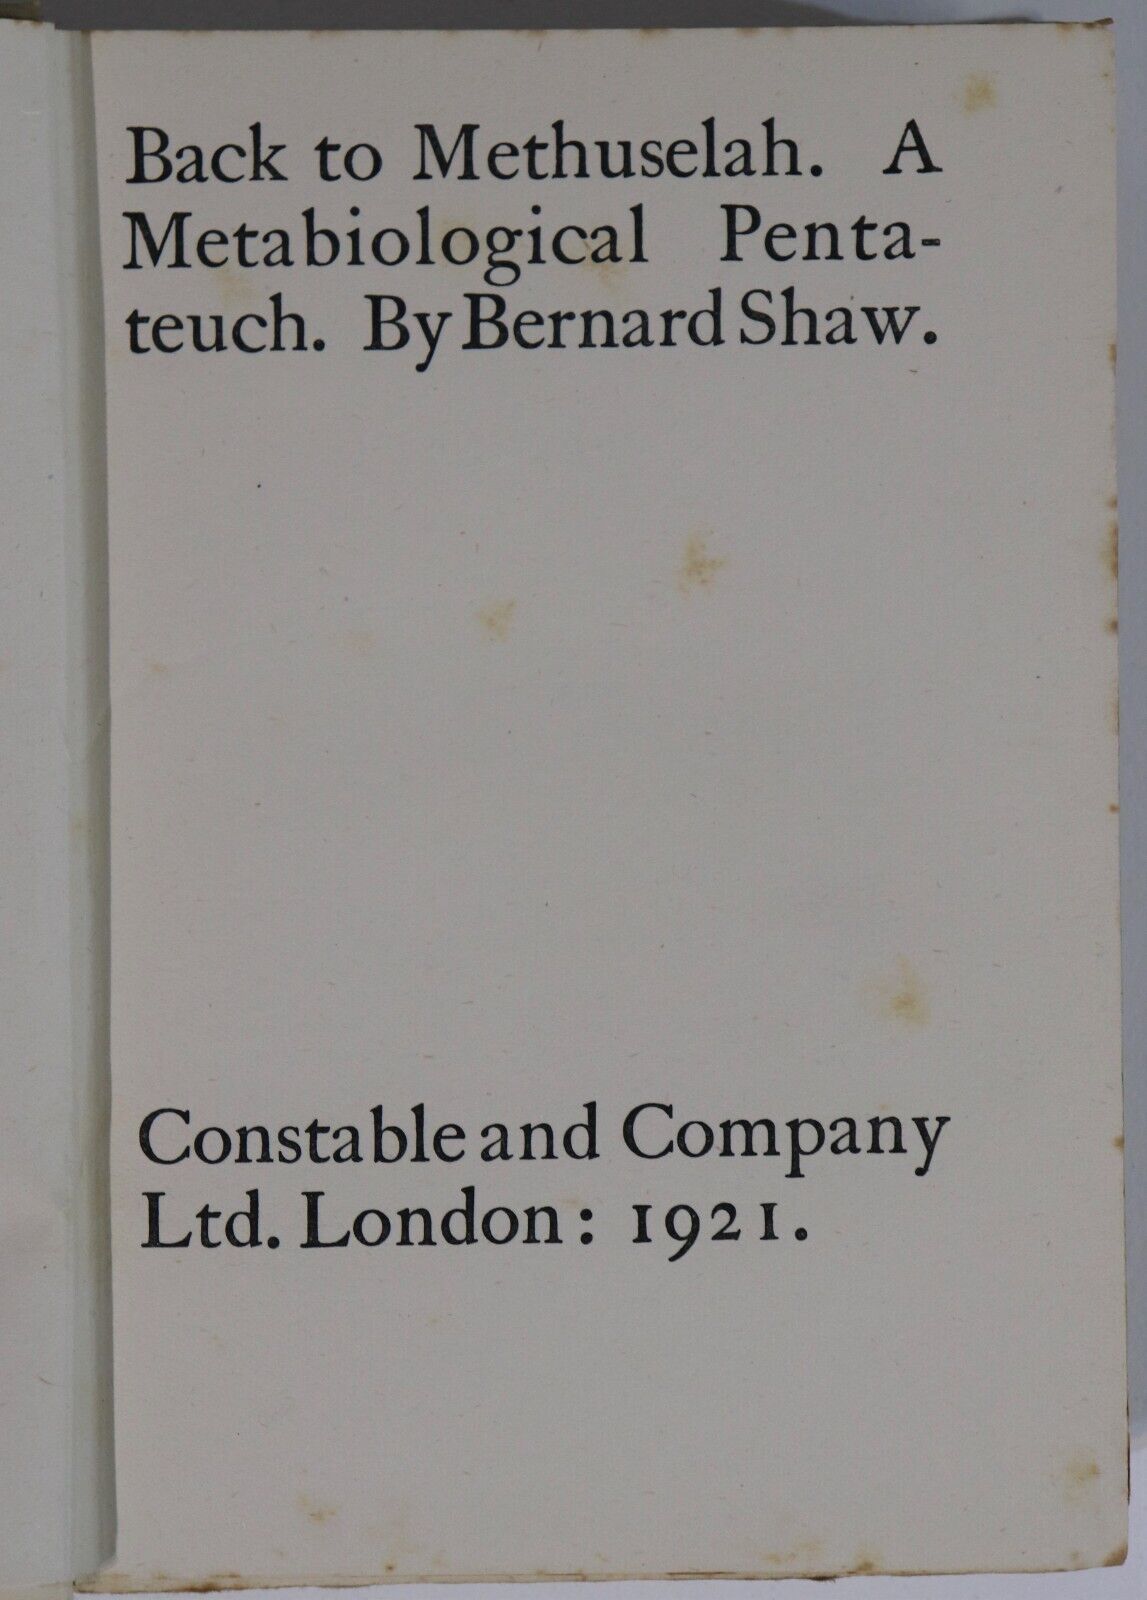 Back to Methuselah. A
Metabiological Penta-
teuch. By Bernard Shaw.
Constable and Company
Ltd. London: 1921.